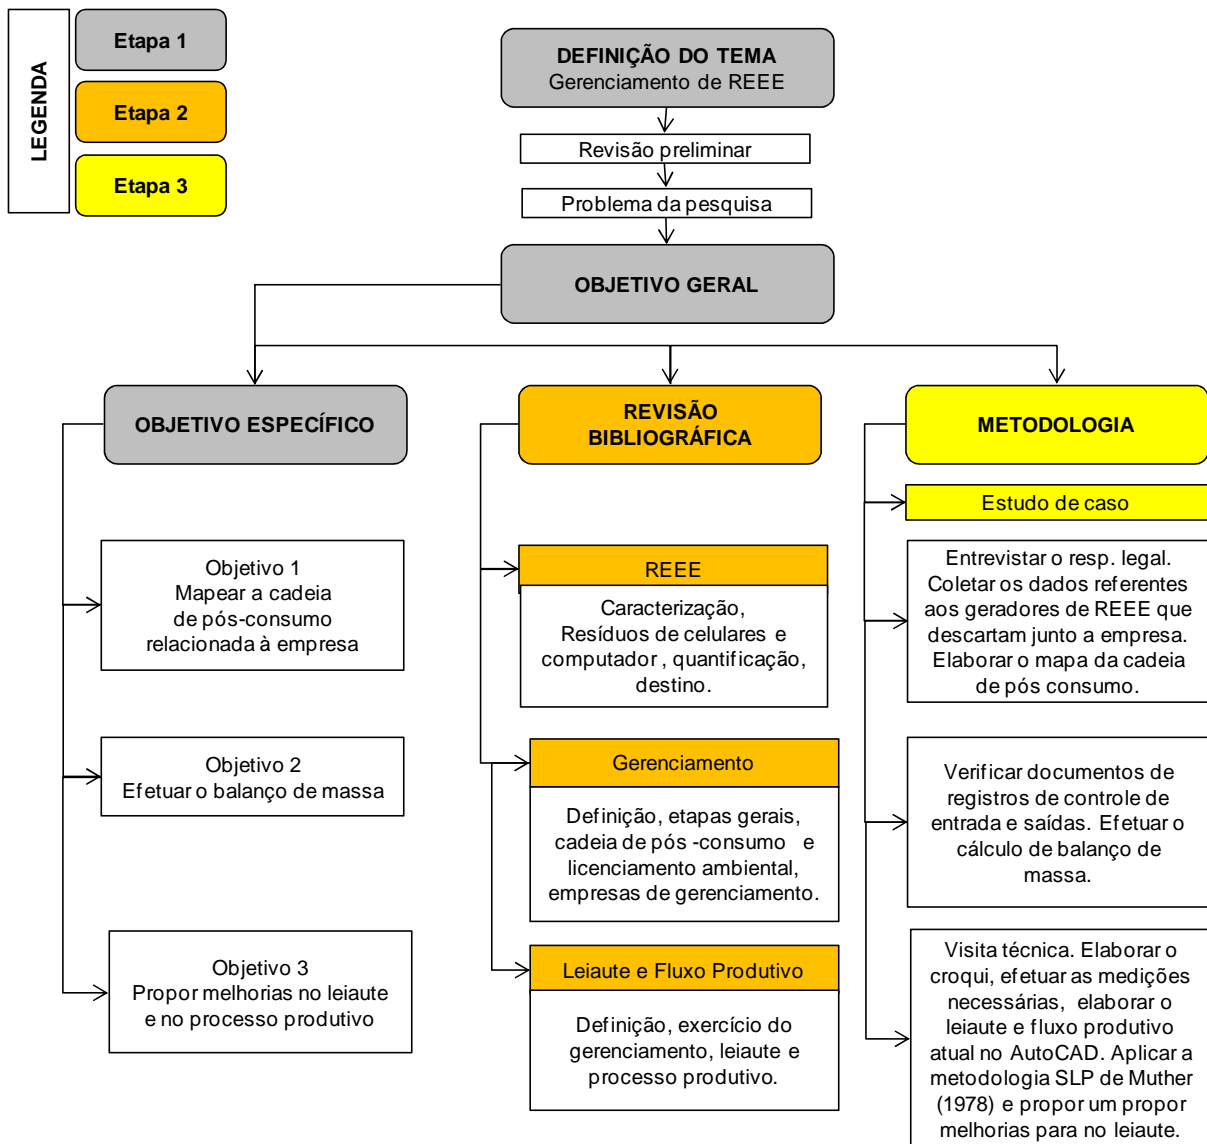 LEGENDA
Etapa 1
Etapa 2
Etapa 3
DEFINIÇÃO DO TEMA
Gerenciamento de REEE
Revisão preliminar
Problema da pesquisa
OBJETIVO GERAL
OBJETIVO ESPECÍFICO
Objetivo 1
Mapear a cadeia
de pós-consumo
relacionada à empresa
Objetivo 2
Efetuar o balanço de massa
Objetivo 3
Propor melhorias no leiaute
e no processo produtivo
REVISÃO
BIBLIOGRÁFICA
REEE
Caracterização,
Resíduos de celulares e
computador , quantificação,
destino.
Gerenciamento
Definição, etapas gerais,
cadeia de pós -consumo e
licenciamento ambiental,
empresas de gerenciamento.
Leiaute e Fluxo Produtivo
Definição, exercício do
gerenciamento, leiaute e
processo produtivo.
METODOLOGIA
Estudo de caso
Entrevistar o resp. legal.
Coletar os dados referentes
aos geradores de REEE que
descartam junto a empresa.
Elaborar o mapa da cadeia
de pós consumo.
Verificar documentos de
registros de controle de
entrada e saídas. Efetuar o
cálculo de balanço de
massa.
Visita técnica. Elaborar o
croqui, efetuar as medições
necessárias, elaborar o
leiaute e fluxo produtivo
atual no AutoCAD. Aplicar a
metodologia SLP de Muther
(1978) e propor um propor
melhorias para no leiaute.